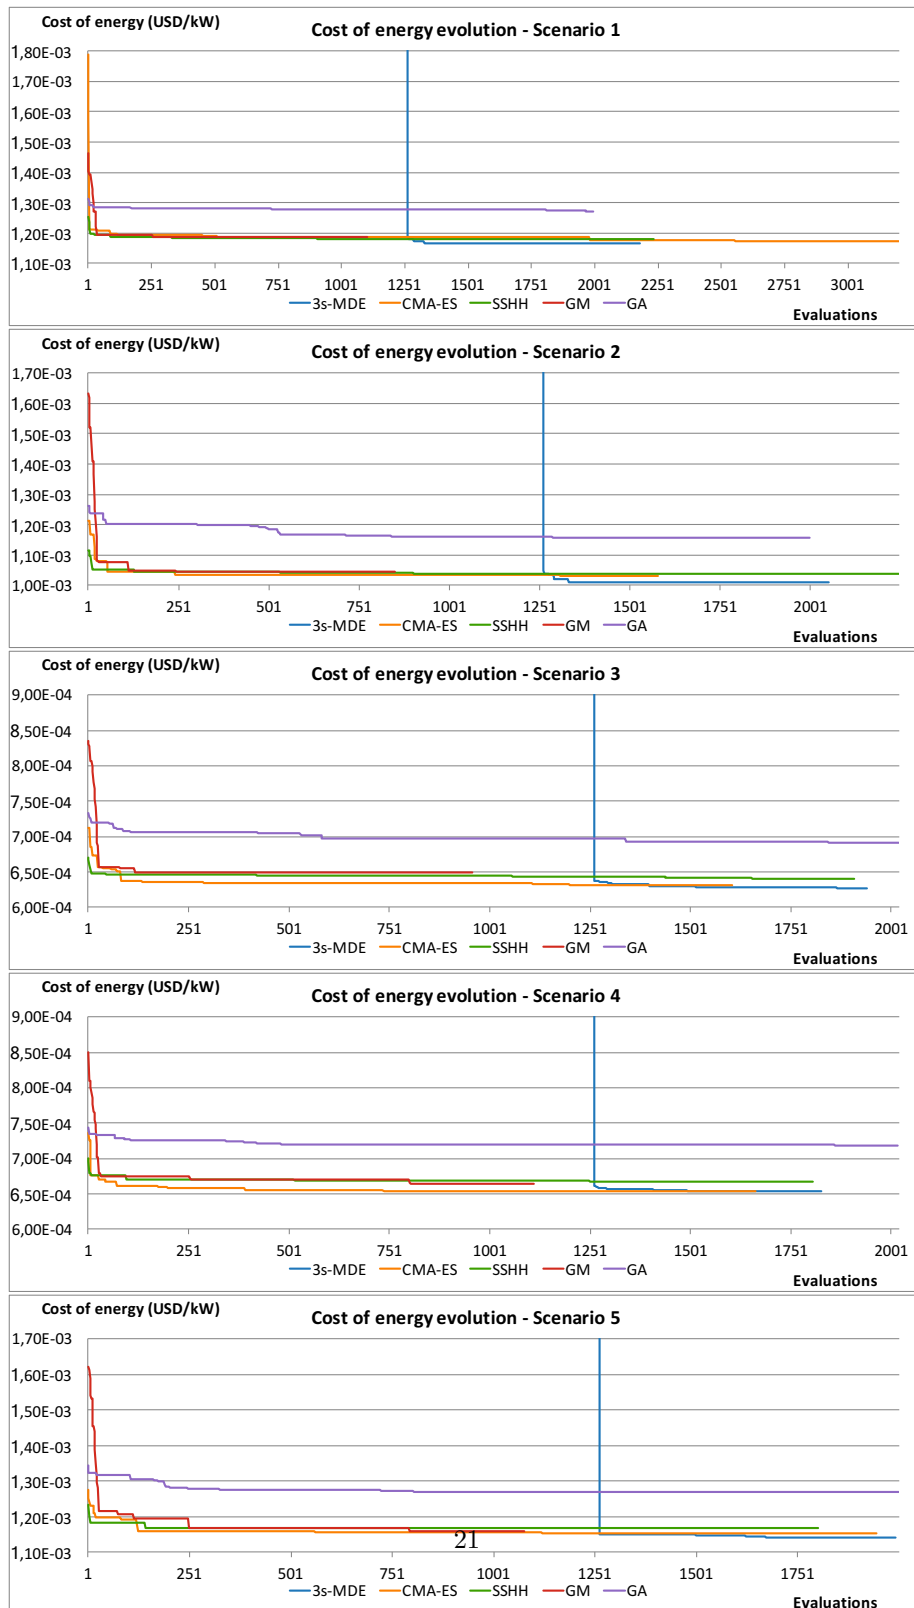 Cost of energy (USD/kW)
Cost of energy evolution - Scenario 1
1,80E-03
1,70E-03
1,60E-03
1,50E-03
1,40E-03
1,30E-03
1,20E-03
1,10E-03
1 251 501 751 1001 1251 1501 1751 2001 2251 2501 2751 3001
3s-MDE CMA-ES SSHH GM GA
Evaluations
Cost of energy (USD/kW)
Cost of energy evolution - Scenario 2
1,70E-03
1,60E-03
1,50E-03
1,40E-03
1,30E-03
1,20E-03
1,10E-03
1,00E-03
1 251 501 751 1001 1251 1501 1751 2001
3s-MDE CMA-ES SSHH GM GA
Evaluations
Cost of energy (USD/kW)
Cost of energy evolution - Scenario 3
9,00E-04
8,50E-04
8,00E-04
7,50E-04
7,00E-04
6,50E-04
6,00E-04
1 251 501 751 1001 1251 1501 1751 2001
3s-MDE CMA-ES SSHH GM GA
Evaluations
Cost of energy (USD/kW)
Cost of energy evolution - Scenario 4
9,00E-04
8,50E-04
8,00E-04
7,50E-04
7,00E-04
6,50E-04
6,00E-04
1 251 501 751 1001 1251 1501 1751 2001
3s-MDE CMA-ES SSHH GM GA
Evaluations
Cost of energy (USD/kW)
Cost of energy evolution - Scenario 5
1,70E-03
1,60E-03
1,50E-03
1,40E-03
1,30E-03
1,20E-03
1,10E-03
21
1 251 501 751 1001 1251 1501 1751
3s-MDE CMA-ES SSHH GM GA
Evaluations